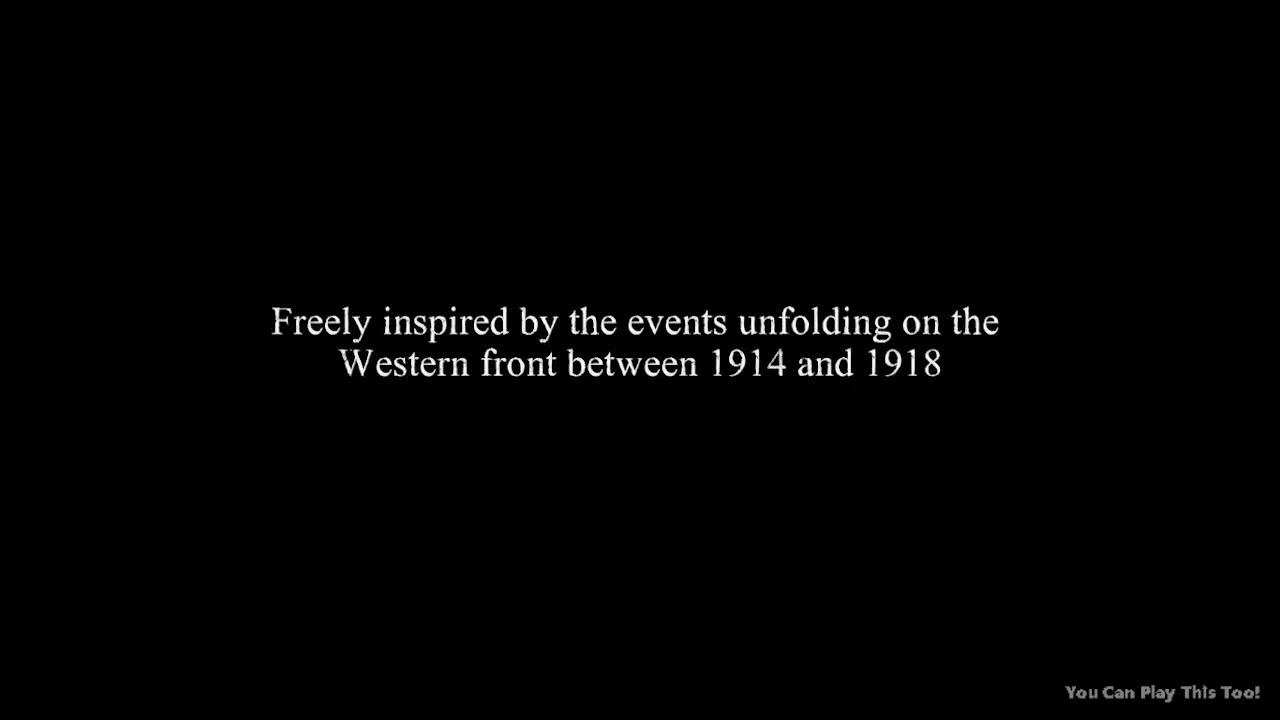 Freely inspired by the events unfolding on the
Western front between 1914 and 1918
You Can Play This Too!